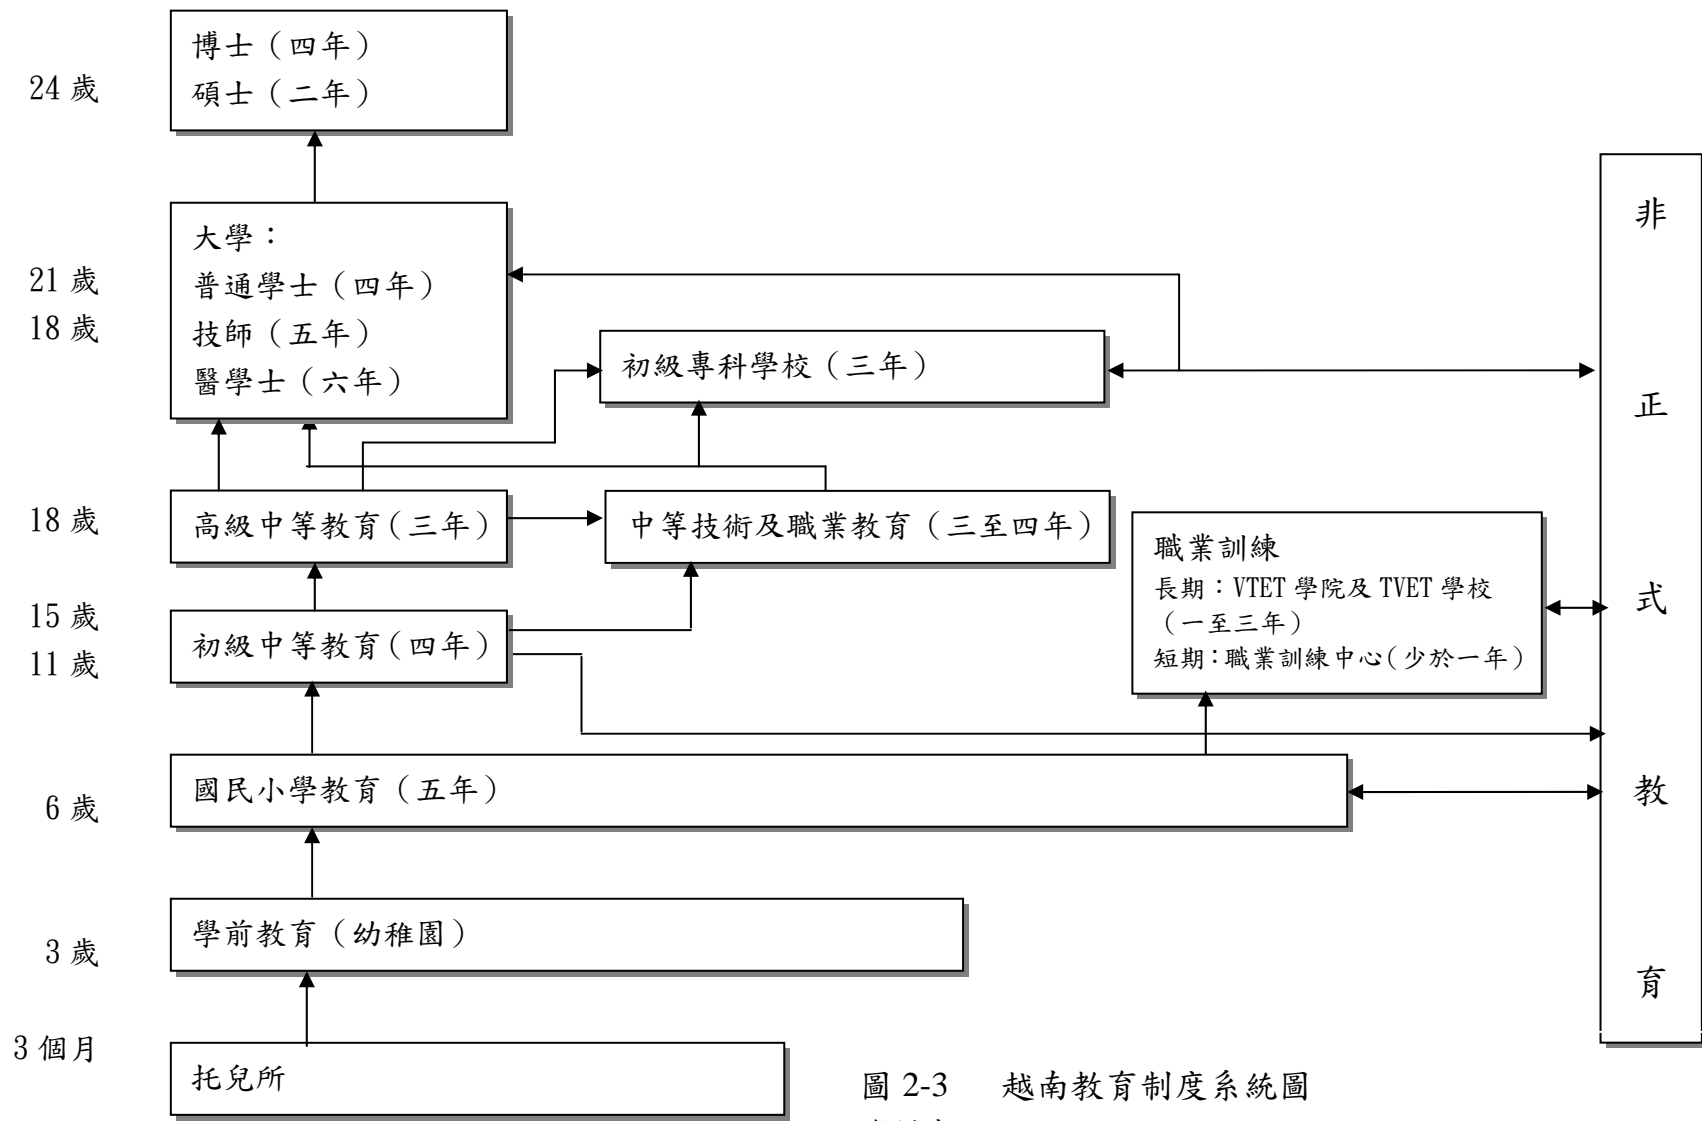 24 歲
博士（四年）
碩士（二年）
21 歲
18 歲
大學：
普通學士（四年）
技師（五年）
醫學士（六年）
初級專科學校（三年）
18 歲
高級中等教育（三年）
中等技術及職業教育（三至四年）
職業訓練
長期：VTET 學院及 TVET 學校
（一至三年）
短期：職業訓練中心（少於一年）
15 歲
11 歲
初級中等教育（四年）
6 歲
國民小學教育（五年）
3 歲
學前教育（幼稚園）
3 個月
托兒所
非
正
式
教
育
圖 2-3 越南教育制度系統圖